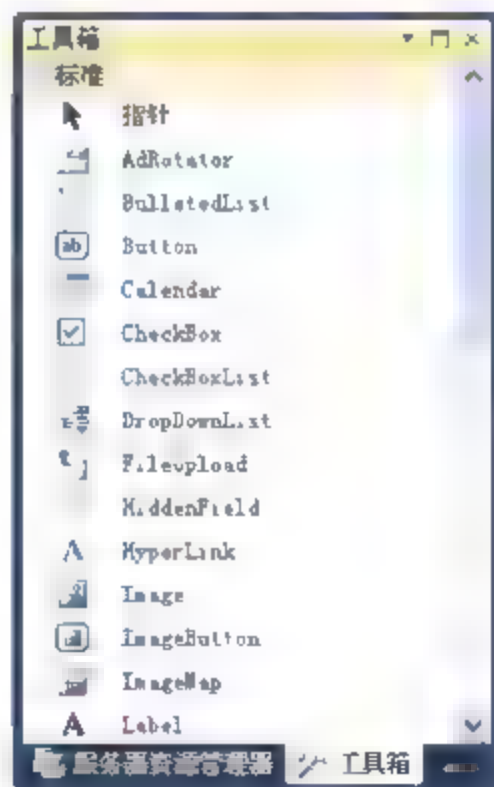 工具箱
标准
指针
AdRotator
BulletedList
Button
Calendar
CheckBox
CheckBoxList
DropDownList
FileUpload
HiddenField
HyperLink
Image
ImageButton
ImageMap
A Label
服务器资源管理器 工具箱